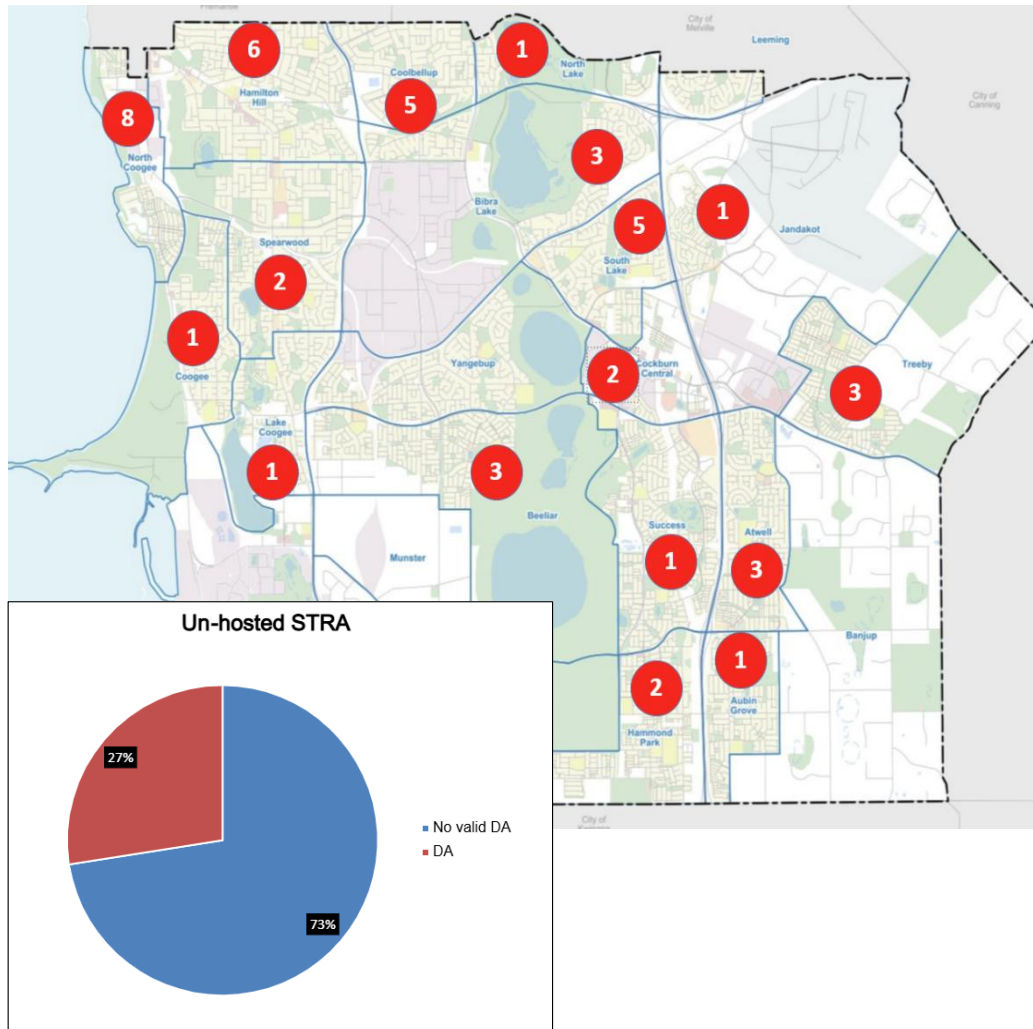 City of
Melville
Leeming
City of
Canning
6
Hamilton
Hill
Coolbellup
5
1
North
Lake
8
North
Coogee
3
Bibra
Lake
1
Jandakot
5
South
Lake
Spearwood
2
1
Coogee
Yangebup
2
Cockburn
Central
Treeby
3
Lake
Coogee
1
3
Beeliar
Munster
Success
1
Atwell
3
Banjup
1
Aubin
Grove
2
Hammond
Park
City of
Un-hosted STRA
27%
73%
No valid DA
DA